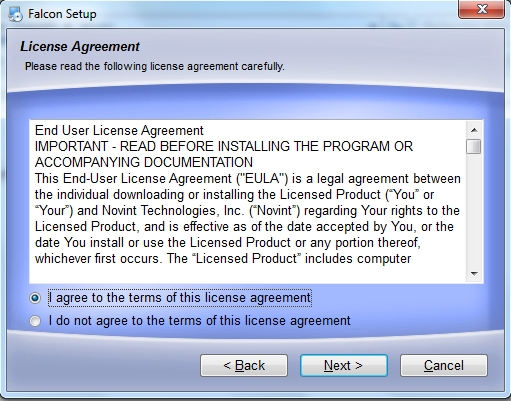 Falcon Setup
License Agreement
Please read the following license agreement carefully.
End User License Agreement
IMPORTANT - READ BEFORE INSTALLING THE PROGRAM OR
ACCOMPANYING DOCUMENTATION
This End-User License Agreement ("EULA") is a legal agreement between
the individual downloading or installing the Licensed Product (“You” or
“Your”) and Novint Technologies, Inc. (“Novint”) regarding Your rights to the
Licensed Product, and is effective as of the date accepted by You, or the
date You install or use the Licensed Product or any portion thereof,
whichever first occurs. The “Licensed Product” includes computer
I agree to the terms of this license agreement
I do not agree to the terms of this license agreement
< Back Next > Cancel